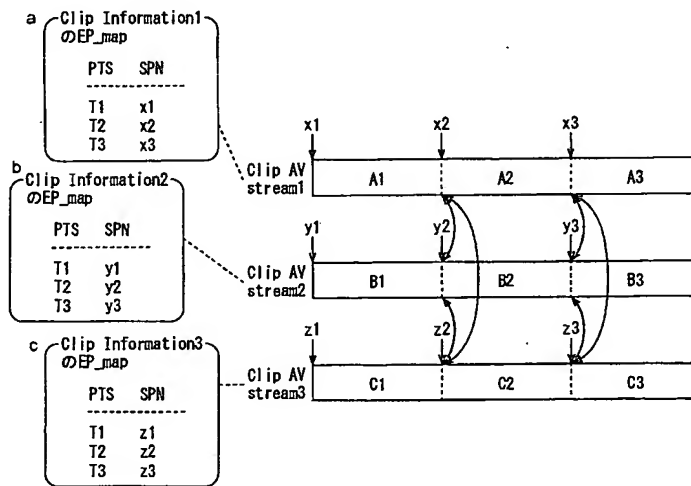 a
Clip Information1
のEP_map
PTS SPN
T1 x1
T2 x2
T3 x3
b
Clip Information2
のEP_map
PTS SPN
T1 y1
T2 y2
T3 y3
c
Clip Information3
のEP_map
PTS SPN
T1 z1
T2 z2
T3 z3
x1 x2 x3
Clip AV
stream1
A1 A2 A3
y1 y2 y3
Clip AV
stream2
B1 B2 B3
z1 z2 z3
Clip AV
stream3
C1 C2 C3